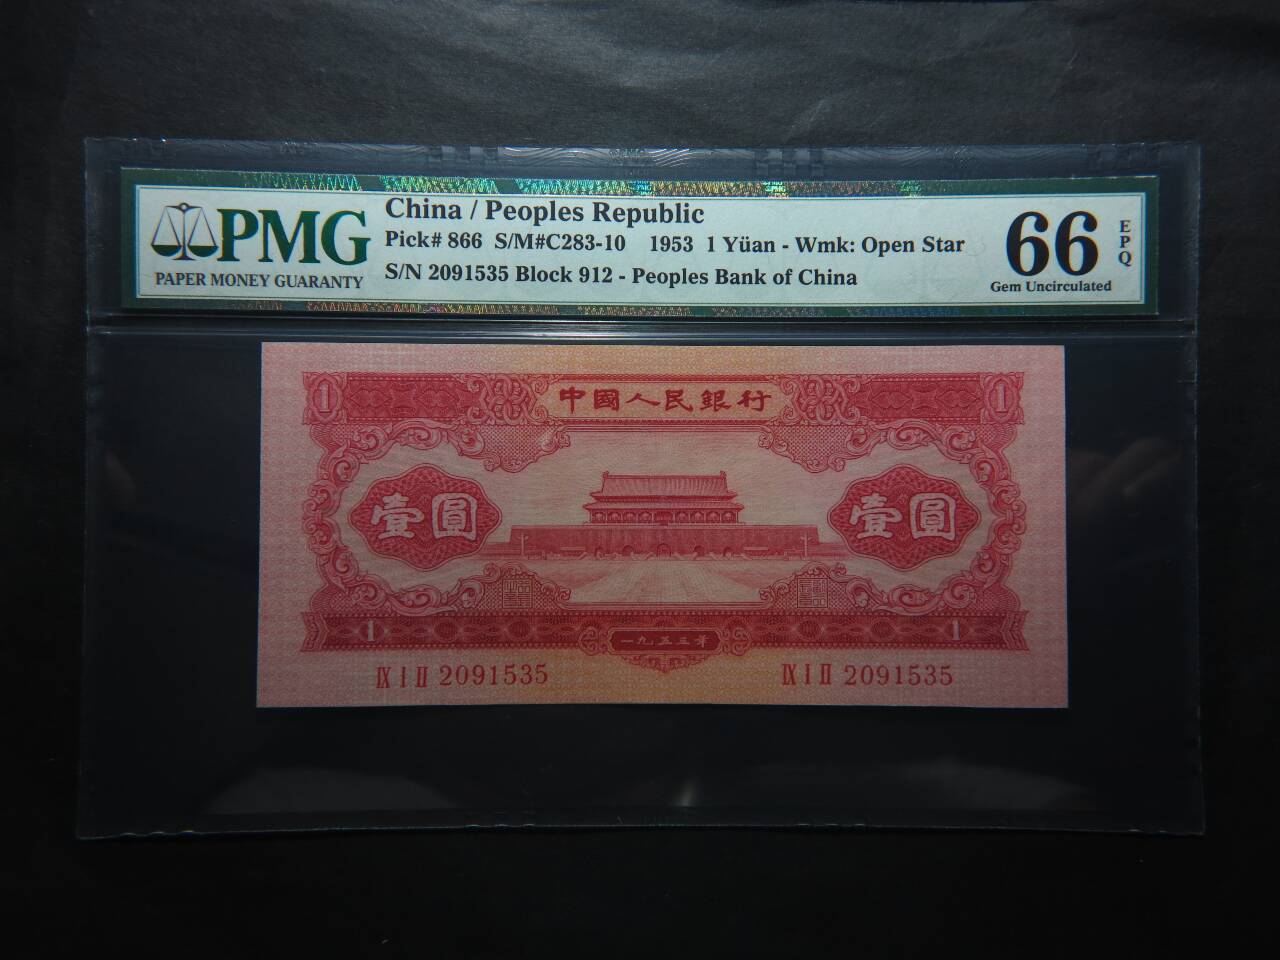 PMG
PAPER MONEY GUARANTY
China / Peoples Republic
Pick# 866 S/M#C283-10 1953 1 Yüan - Wmk: Open Star
S/N 2091535 Block 912 - Peoples Bank of China
66
EPQ
Gem Uncirculated
1 中國人民銀行 1
壹圓 壹圓
1 一九五三年 1
IX I II 2091535 IX I II 2091535